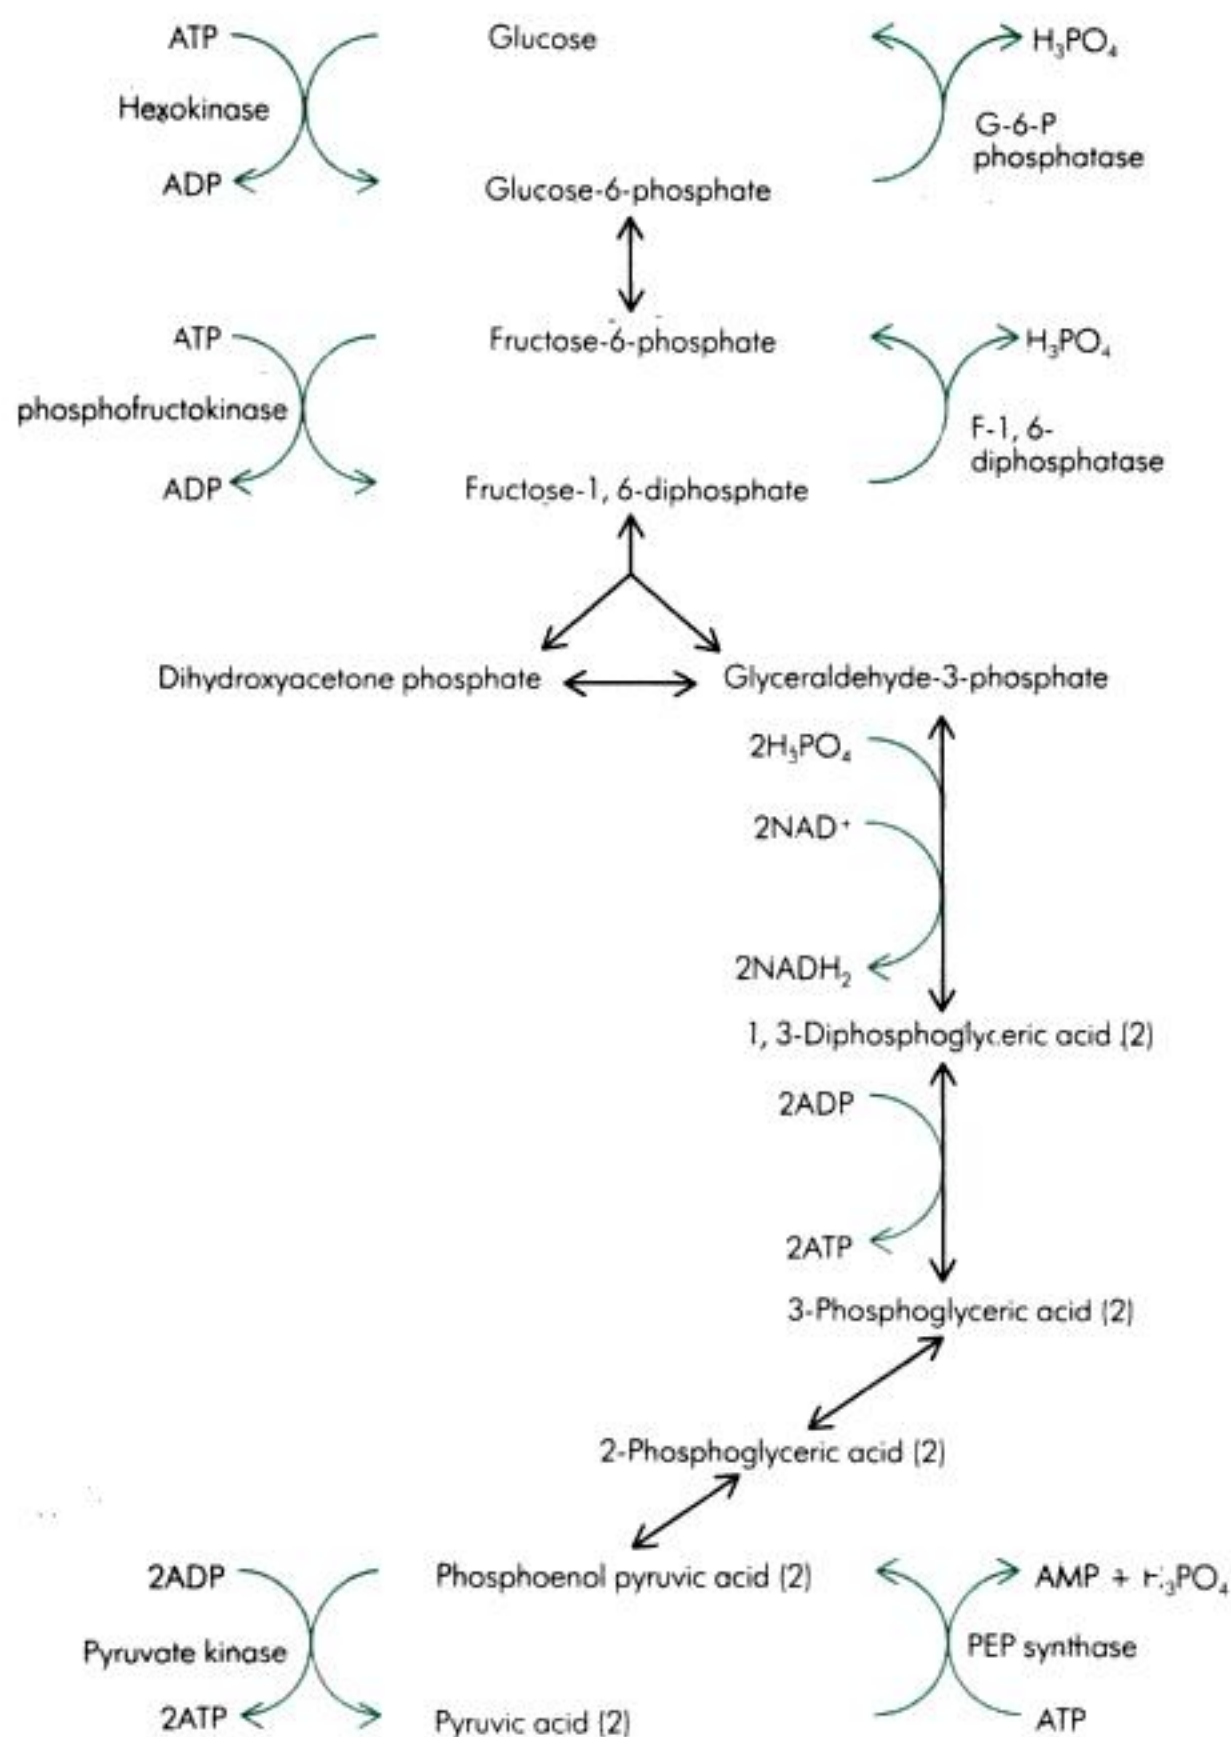 ATP Glucose H₃PO₄
Hexokinase G-6-P
phosphatase
ADP Glucose-6-phosphate
ATP Fructose-6-phosphate H₃PO₄
phosphofructokinase F-1, 6-
diphosphatase
ADP Fructose-1, 6-diphosphate
Dihydroxyacetone phosphate Glyceraldehyde-3-phosphate
2H₃PO₄
2NAD⁺
2NADH₂
1, 3-Diphosphoglyceric acid (2)
2ADP
2ATP
3-Phosphoglyceric acid (2)
2-Phosphoglyceric acid (2)
2ADP Phosphoenol pyruvic acid (2) AMP + H₃PO₄
Pyruvate kinase PEP synthase
2ATP Pyruvic acid (2) ATP